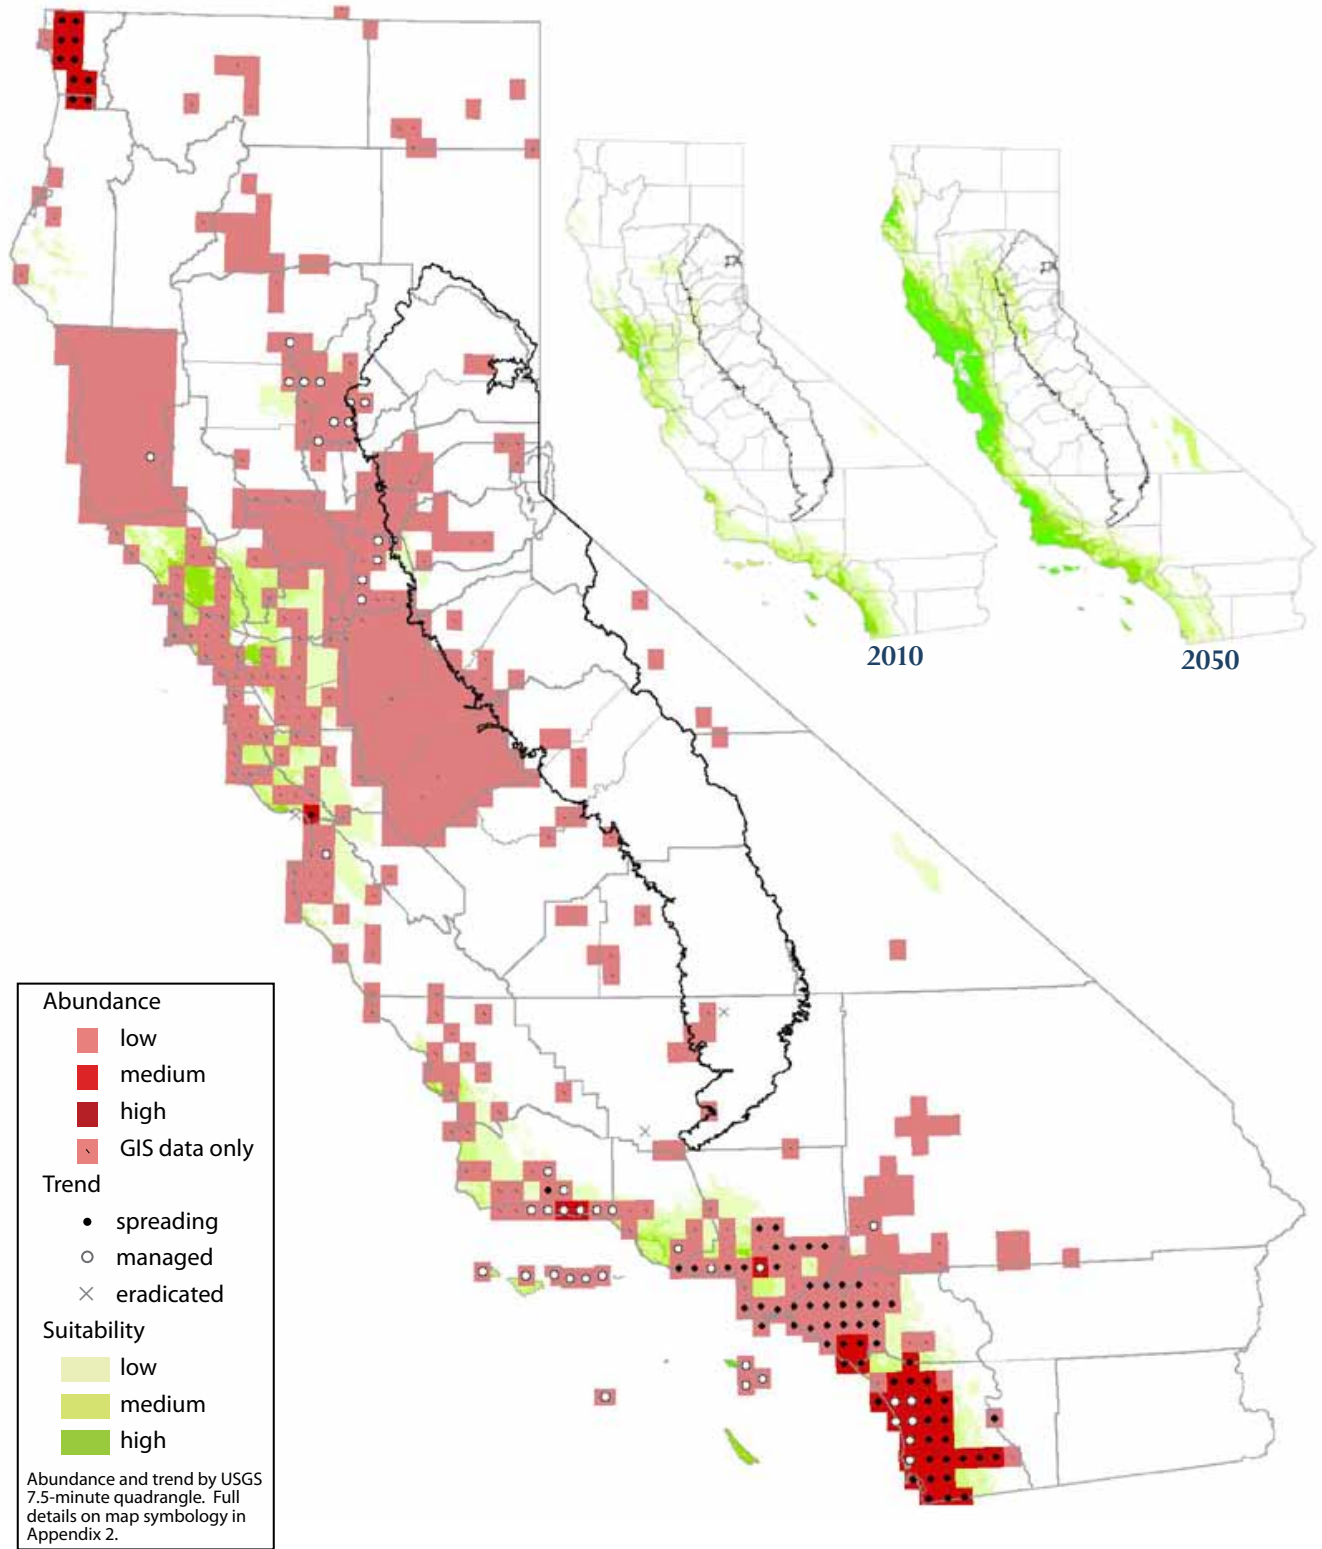 2010
2050
Abundance
low
medium
high
GIS data only
Trend
spreading
managed
eradicated
Suitability
low
medium
high
Abundance and trend by USGS
7.5-minute quadrangle. Full
details on map symbology in
Appendix 2.